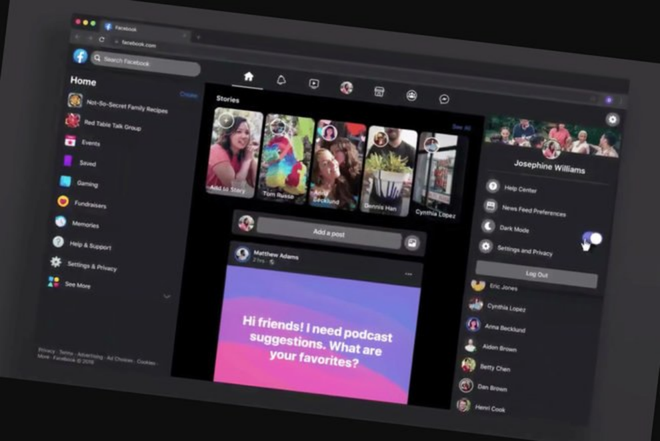 Facebook
facebook.com
Search Facebook
Home
Create
Not-So-Secret Family Recipes
Red Table Talk Group
Events
Saved
Gaming
Fundraisers
Memories
Help & Support
Settings & Privacy
See More
Privacy · Terms · Advertising · Ad Choices · Cookies ·
More · Facebook © 2019
Stories
See All
Add to Story
Tom Russo
Becklund
Dennis Han
Cynthia Lopez
Add a post
Matthew Adams
2 hrs
Hi friends! I need podcast
suggestions. What are
your favorites?
Josephine Williams
Help Center
News Feed Preferences
Dark Mode
Settings and Privacy
Log Out
Eric Jones
Cynthia Lopez
Anna Becklund
Aiden Brown
Betty Chen
Dan Brown
Henri Cook